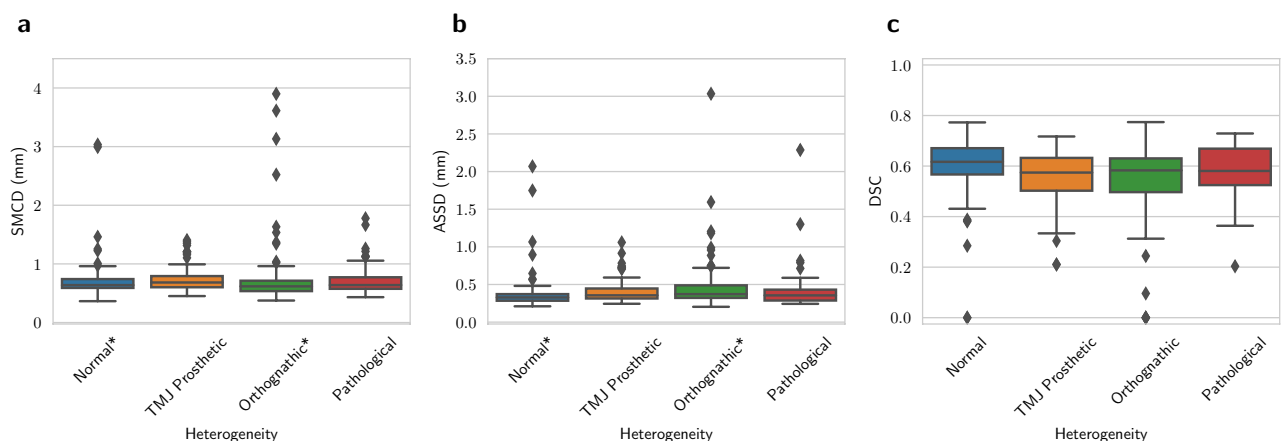 a
SMCD (mm)
4
3
2
1
0
Normal*
TMJ Prosthetic
Orthognathic*
Pathological
Heterogeneity
b
ASSD (mm)
3.5
3.0
2.5
2.0
1.5
1.0
0.5
0.0
Normal*
TMJ Prosthetic
Orthognathic*
Pathological
Heterogeneity
c
DSC
1.0
0.8
0.6
0.4
0.2
0.0
Normal
TMJ Prosthetic
Orthognathic
Pathological
Heterogeneity